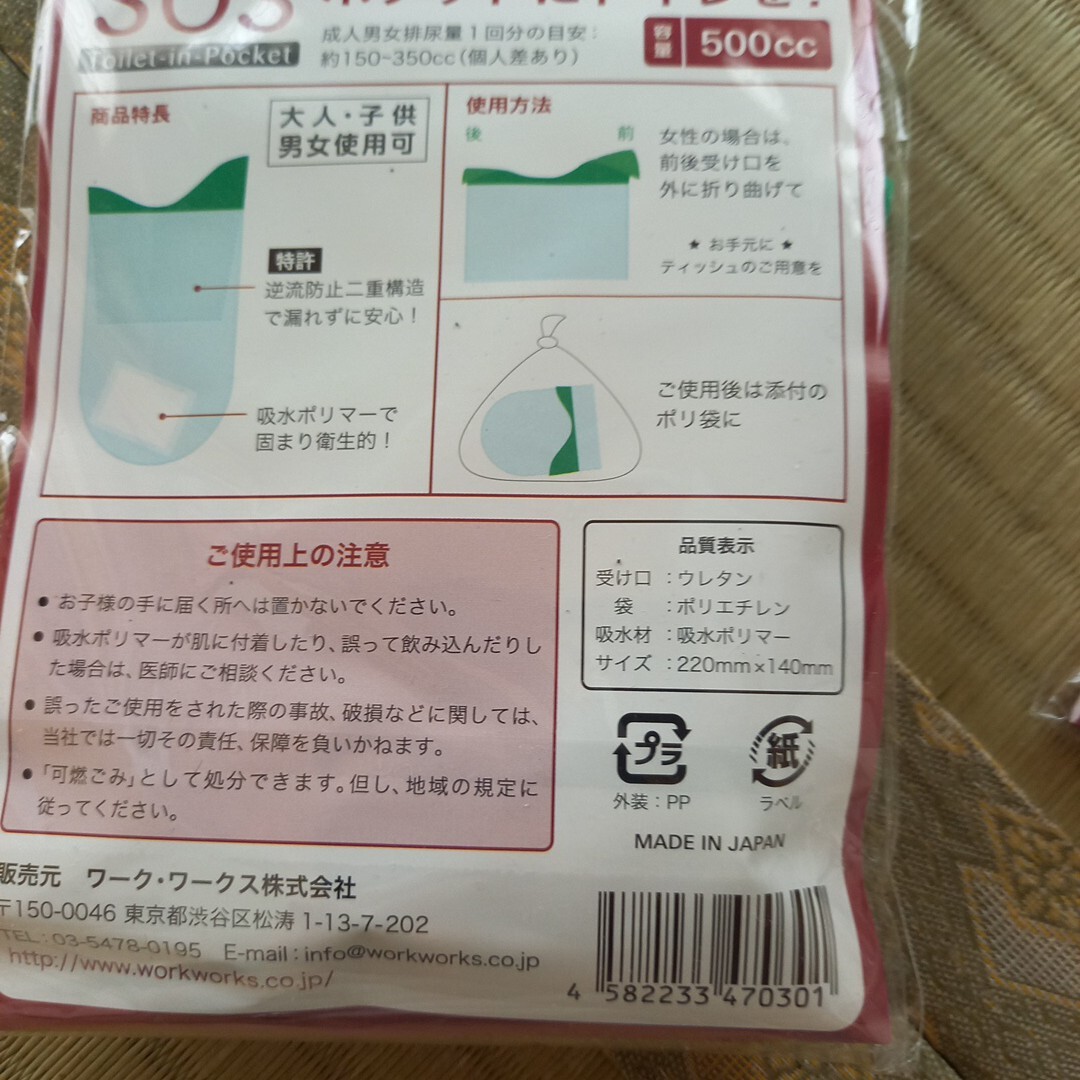 SOS
Toilet-in-Pocket
成人男女排尿量1回分の目安:
約150~350cc(個人差あり)
容量
500cc
商品特長
大人・子供
男女使用可
特許
逆流防止二重構造
で漏れずに安心!
吸水ポリマーで
固まり衛生的!
使用方法
後
前
女性の場合は、
前後受け口を
外に折り曲げて
★ お手元に ★
ティッシュのご用意を
ご使用後は添付の
ポリ袋に
ご使用上の注意
● お子様の手に届く所へは置かないでください。
● 吸水ポリマーが肌に付着したり、誤って飲み込んだりし
た場合は、医師にご相談ください。
● 誤ったご使用をされた際の事故、破損などに関しては、
当社では一切その責任、保障を負いかねます。
● 「可燃ごみ」として処分できます。但し、地域の規定に
従ってください。
品質表示
受け口 :ウレタン
袋 :ポリエチレン
吸水材 :吸水ポリマー
サイズ :220mm×140mm
プラ
外装:PP
紙
ラベル
MADE IN JAPAN
販売元 ワーク・ワークス株式会社
〒150-0046 東京都渋谷区松涛 1-13-7-202
TEL:03-5478-0195 E-mail:info@workworks.co.jp
http://www.workworks.co.jp/
4 582233 470301